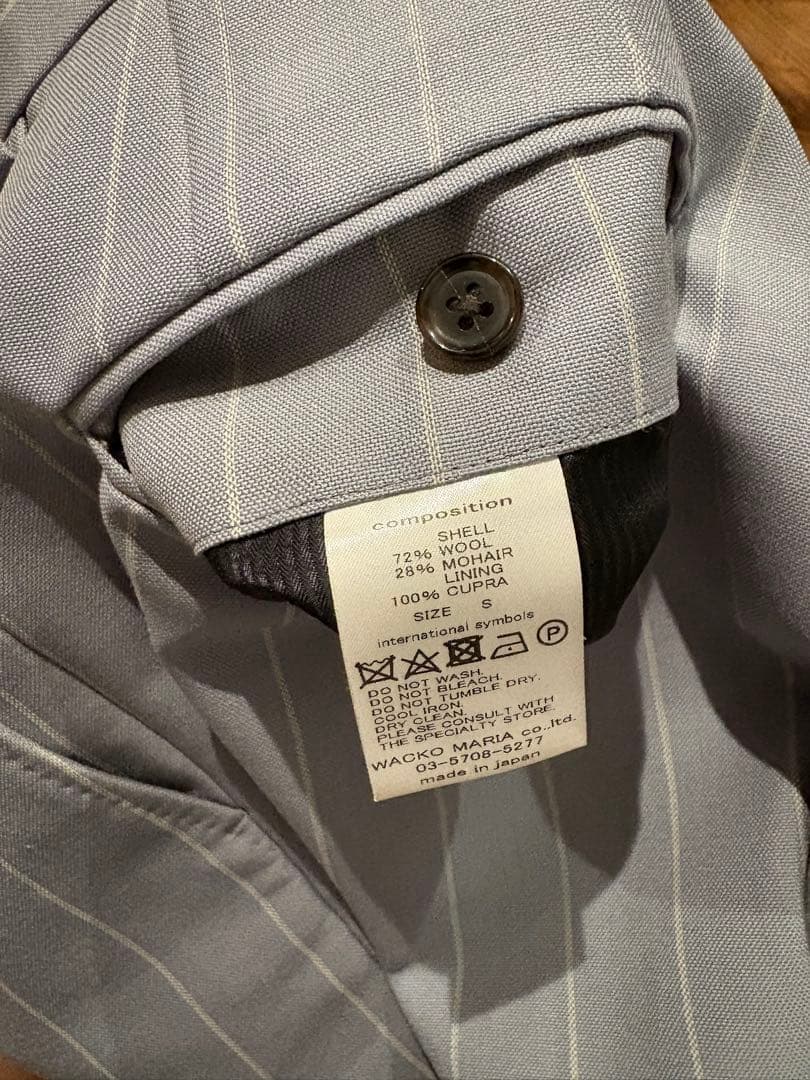 composition
SHELL
72% WOOL
28% MOHAIR
LINING
100% CUPRA
SIZE S
international symbols
P
DO NOT WASH.
DO NOT BLEACH.
DO NOT TUMBLE DRY.
COOL IRON.
DRY CLEAN.
PLEASE CONSULT WITH
THE SPECIALTY STORE.
WACKO MARIA co.,ltd.
03-5708-5277
made in japan